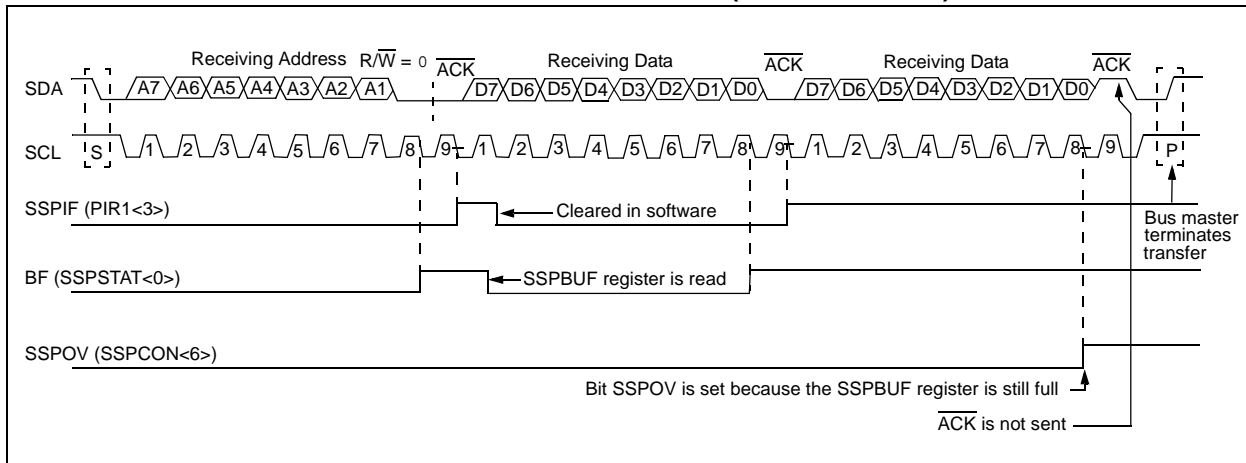 Receiving Address R/W = 0 ACK Receiving Data ACK Receiving Data ACK
SDA A7 A6 A5 A4 A3 A2 A1 D7 D6 D5 D4 D3 D2 D1 D0 D7 D6 D5 D4 D3 D2 D1 D0
SCL S 1 2 3 4 5 6 7 8 9 1 2 3 4 5 6 7 8 9 1 2 3 4 5 6 7 8 9 P
SSPIF (PIR1<3>)
Cleared in software
Bus master
terminates
transfer
BF (SSPSTAT<0>)
SSPBUF register is read
SSPOV (SSPCON<6>)
Bit SSPOV is set because the SSPBUF register is still full
ACK is not sent